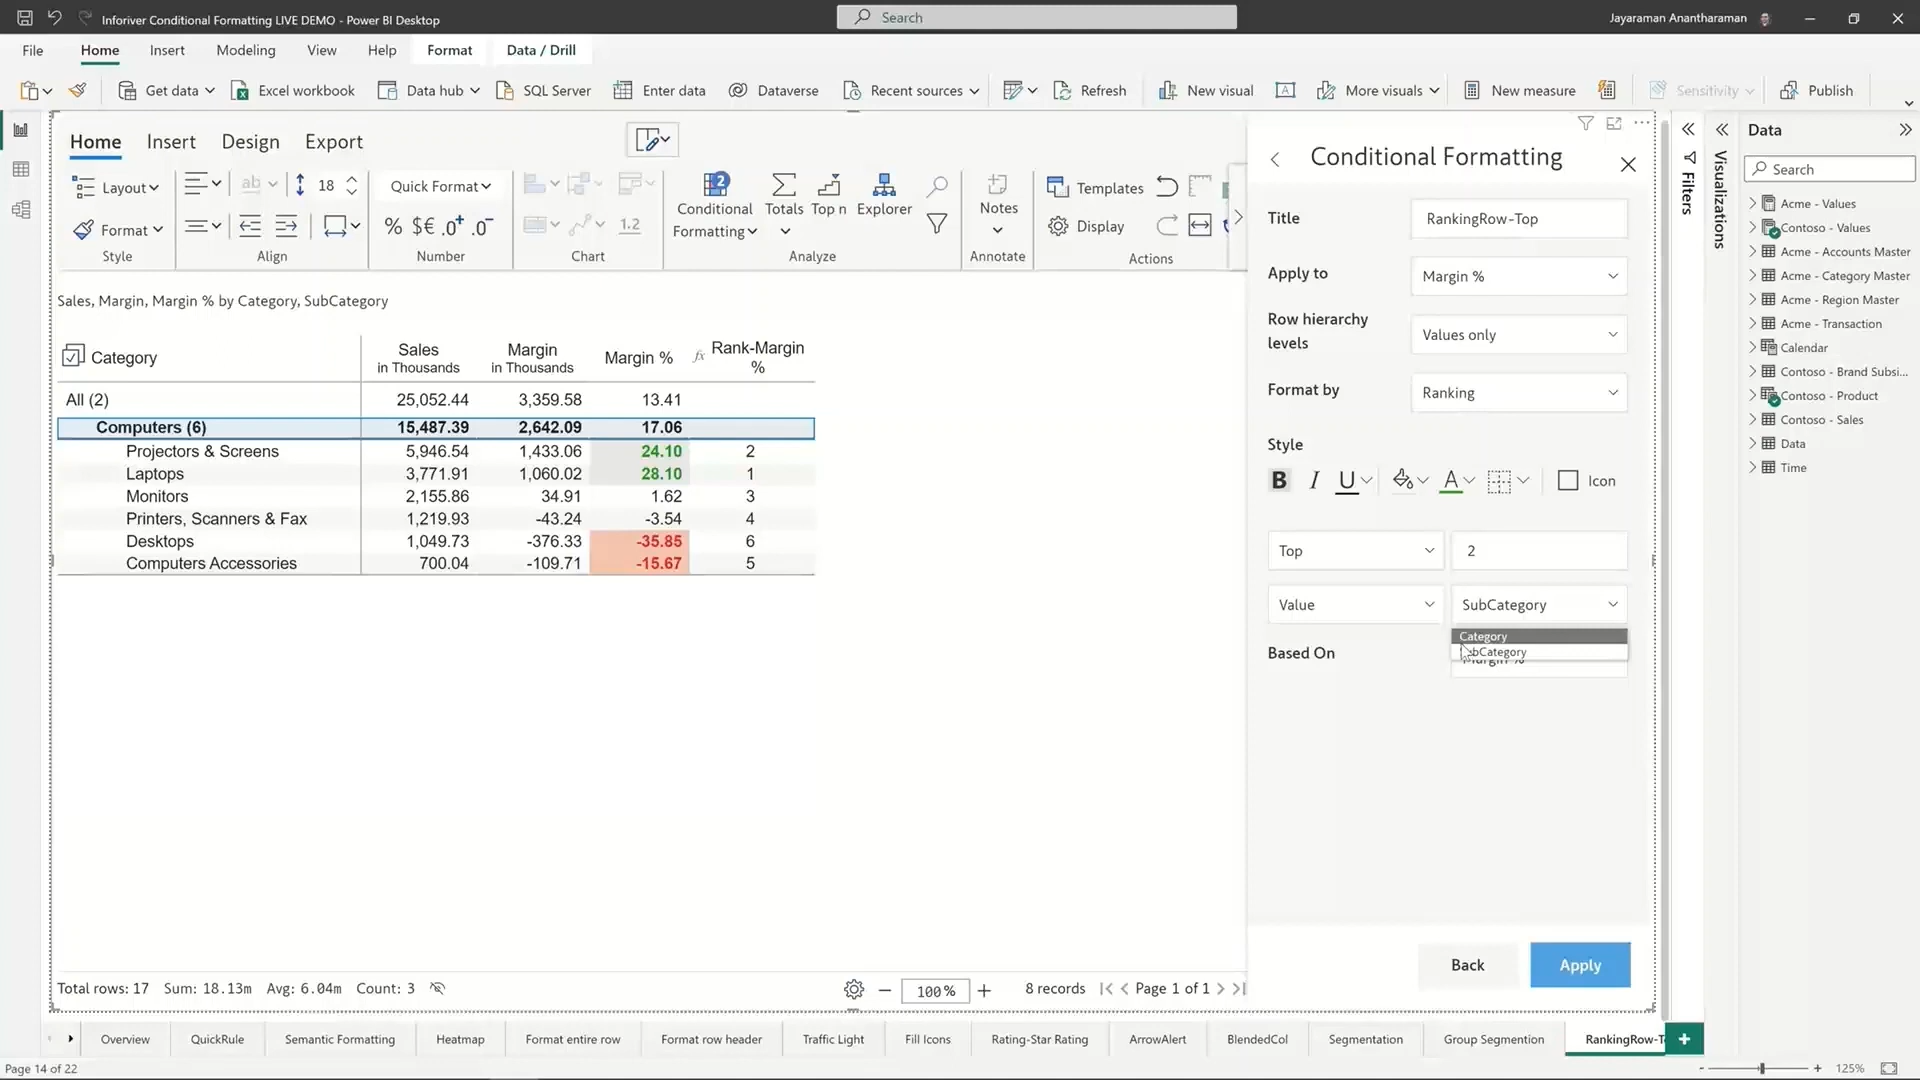 Inforiver Conditional Formatting LIVE DEMO - Power BI Desktop
Search
Jayaraman Anantharaman
File Home Insert Modeling View Help Format Data / Drill
Get data Excel workbook Data hub SQL Server Enter data Dataverse Recent sources Refresh New visual More visuals New measure Sensitivity Publish
Home Insert Design Export
Layout ab 18 Quick Format 2 Conditional Formatting Totals Top n Explorer Notes Templates
Format % $€ .0+ .0- 1.2 Display
Style Align Number Chart Analyze Annotate Actions
Sales, Margin, Margin % by Category, SubCategory
Category Sales in Thousands Margin in Thousands Margin % fx Rank-Margin %
All (2) 25,052.44 3,359.58 13.41
Computers (6) 15,487.39 2,642.09 17.06
Projectors & Screens 5,946.54 1,433.06 24.10 2
Laptops 3,771.91 1,060.02 28.10 1
Monitors 2,155.86 34.91 1.62 3
Printers, Scanners & Fax 1,219.93 -43.24 -3.54 4
Desktops 1,049.73 -376.33 -35.85 6
Computers Accessories 700.04 -109.71 -15.67 5
Total rows: 17 Sum: 18.13m Avg: 6.04m Count: 3
100 % 8 records Page 1 of 1
Conditional Formatting
Title RankingRow-Top
Apply to Margin %
Row hierarchy levels Values only
Format by Ranking
Style
B I U A Icon
Top 2
Value SubCategory
Category
Based On
Back Apply
Filters
Visualizations
Data
Search
Acme - Values
Contoso - Values
Acme - Accounts Master
Acme - Category Master
Acme - Region Master
Acme - Transaction
Calendar
Contoso - Brand Subsi...
Contoso - Product
Contoso - Sales
Data
Time
Overview QuickRule Semantic Formatting Heatmap Format entire row Format row header Traffic Light Fill Icons Rating-Star Rating ArrowAlert BlendedCol Segmentation Group Segmention RankingRow-T
Page 14 of 22
125%